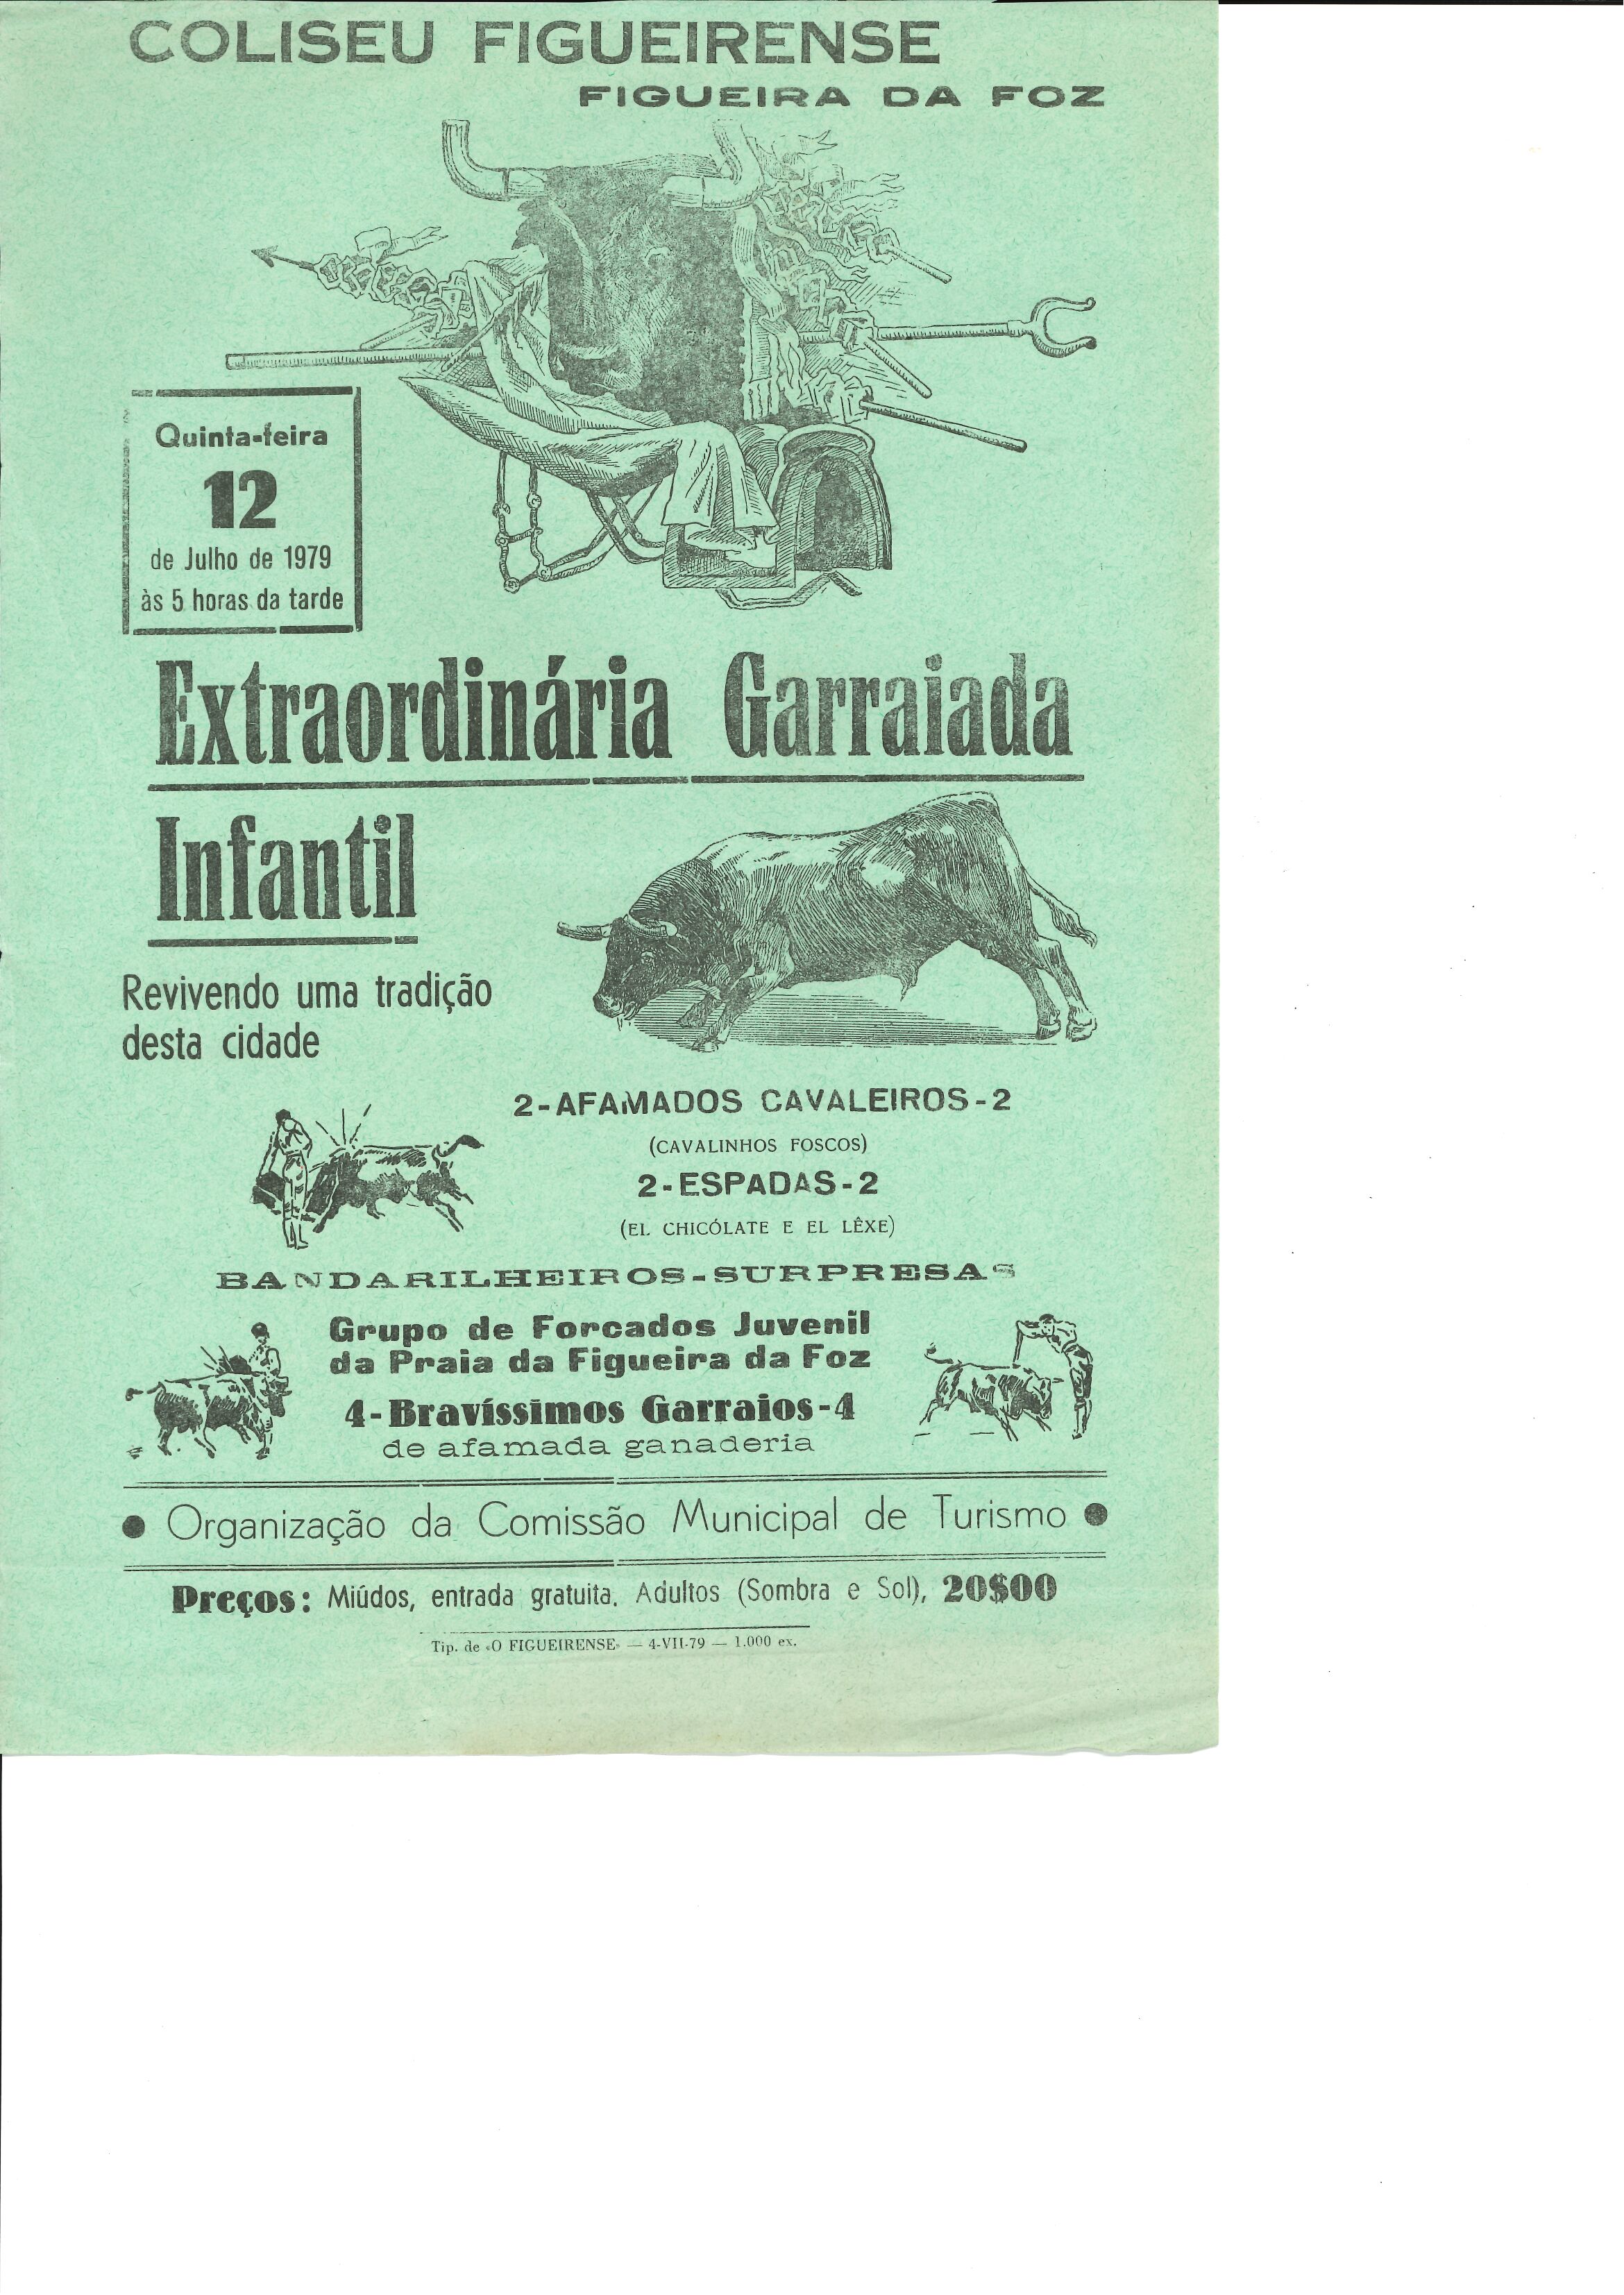 COLISEU FIGUEIRENSE
FIGUEIRA DA FOZ
Quinta-feira
12
de Julho de 1979
às 5 horas da tarde
Extraordinária Garraiada
Infantil
Revivendo uma tradição
desta cidade
2-AFAMADOS CAVALEIROS-2
(CAVALINHOS FOSCOS)
2-ESPADAS-2
(EL CHICÓLATE E EL LÊXE)
BANDARILHEIROS-SURPRESAS
Grupo de Forcados Juvenil
da Praia da Figueira da Foz
4-Bravíssimos Garraios-4
de afamada ganaderia
● Organização da Comissão Municipal de Turismo ●
Preços: Miúdos, entrada gratuita. Adultos (Sombra e Sol), 20$00
Tip. de «O FIGUEIRENSE» — 4-VII-79 — 1.000 ex.